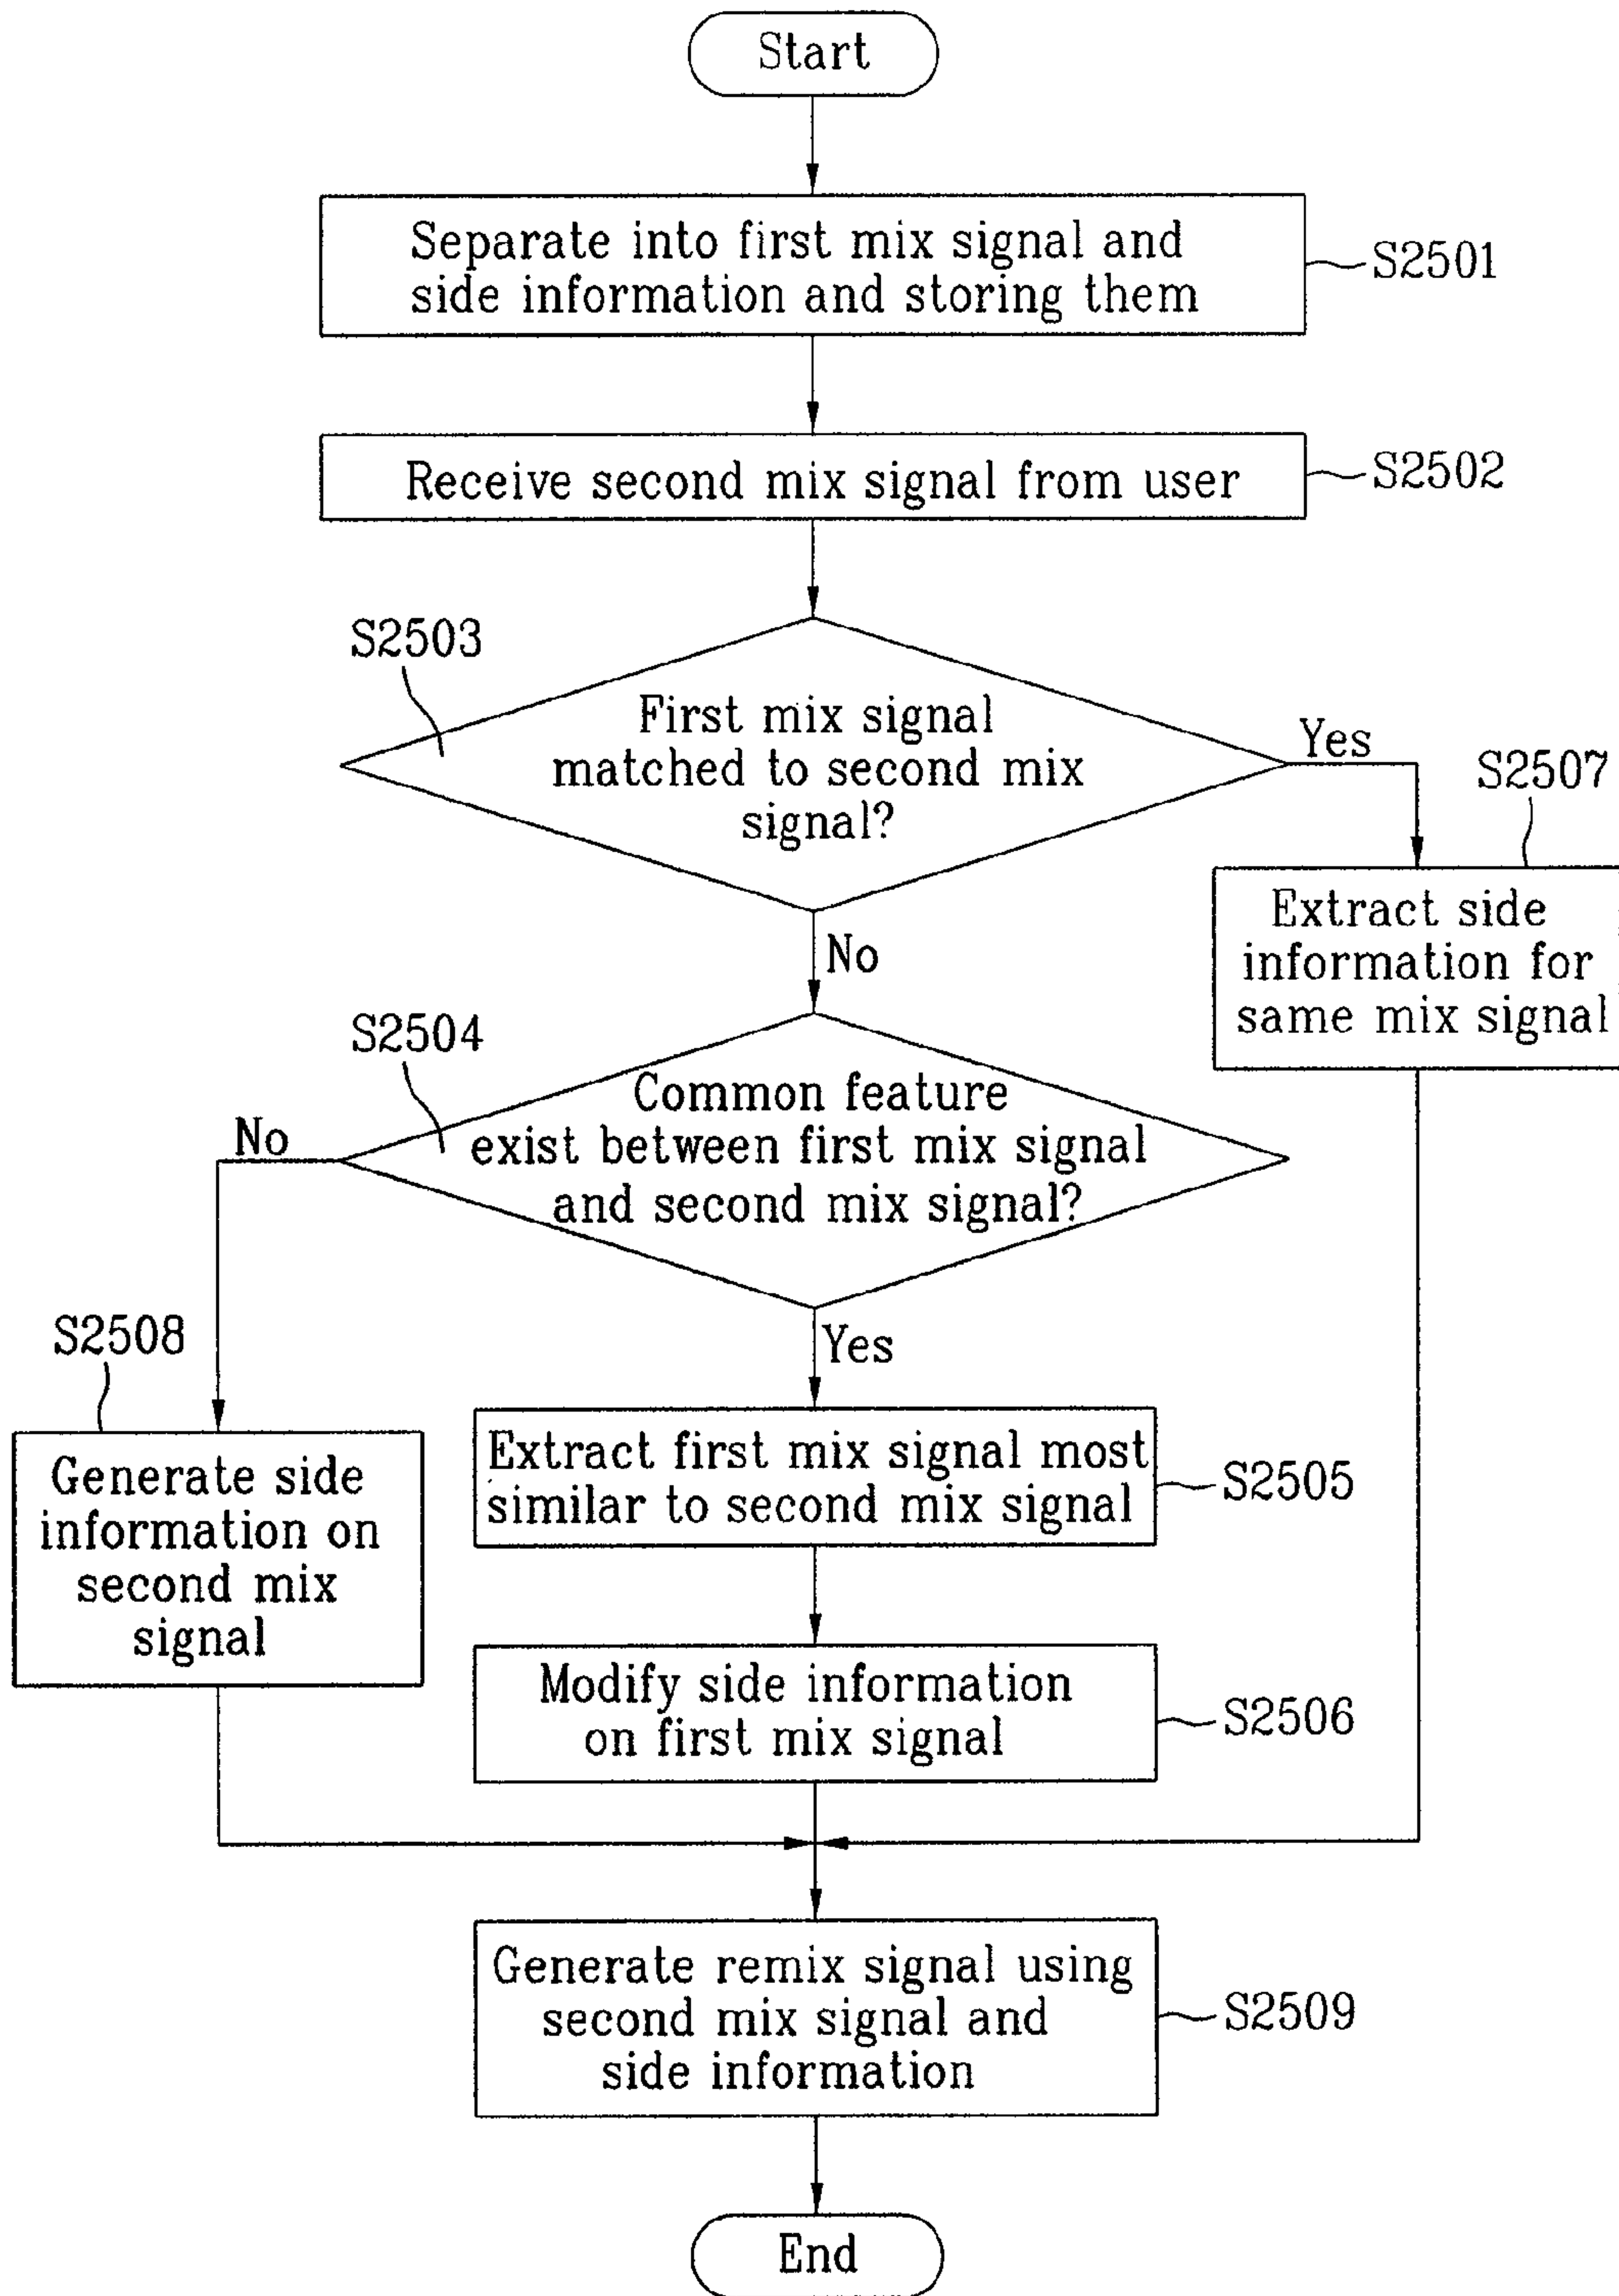 Start
Separate into first mix signal and
side information and storing them
S2501
Receive second mix signal from user
S2502
S2503
First mix signal
matched to second mix
signal?
Yes
S2507
Extract side
information for
same mix signal
No
S2504
Common feature
exist between first mix signal
and second mix signal?
No
Yes
S2508
Generate side
information on
second mix
signal
Extract first mix signal most
similar to second mix signal
S2505
Modify side information
on first mix signal
S2506
Generate remix signal using
second mix signal and
side information
S2509
End